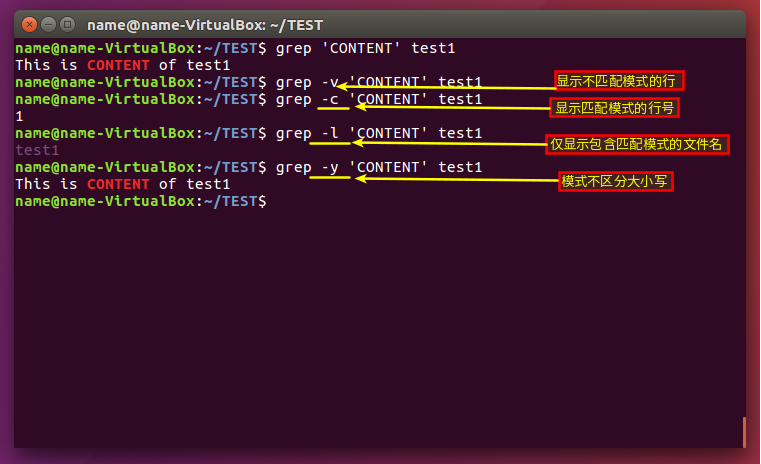 name@name-VirtualBox: ~/TEST
name@name-VirtualBox:~/TEST$ grep 'CONTENT' test1
This is CONTENT of test1
name@name-VirtualBox:~/TEST$ grep -v 'CONTENT' test1
显示不匹配模式的行
name@name-VirtualBox:~/TEST$ grep -c 'CONTENT' test1
显示匹配模式的行号
1
name@name-VirtualBox:~/TEST$ grep -l 'CONTENT' test1
仅显示包含匹配模式的文件名
test1
name@name-VirtualBox:~/TEST$ grep -y 'CONTENT' test1
模式不区分大小写
This is CONTENT of test1
name@name-VirtualBox:~/TEST$